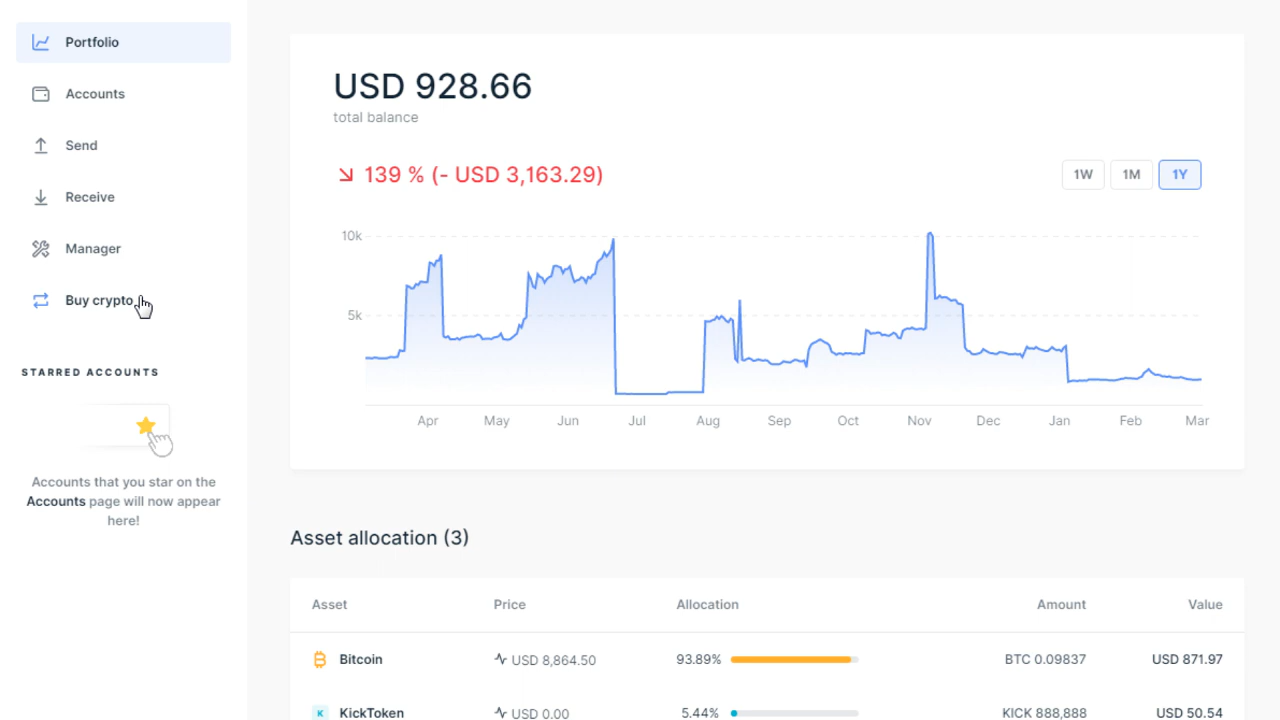 Portfolio
Accounts
Send
Receive
Manager
Buy crypto
STARRED ACCOUNTS
Accounts that you star on the
Accounts page will now appear
here!
USD 928.66
total balance
139 % (- USD 3,163.29)
1W 1M 1Y
10k
5k
Apr May Jun Jul Aug Sep Oct Nov Dec Jan Feb Mar
Asset allocation (3)
Asset Price Allocation Amount Value
Bitcoin USD 8,864.50 93.89% BTC 0.09837 USD 871.97
K KickToken USD 0.00 5.44% KICK 888,888 USD 50.54